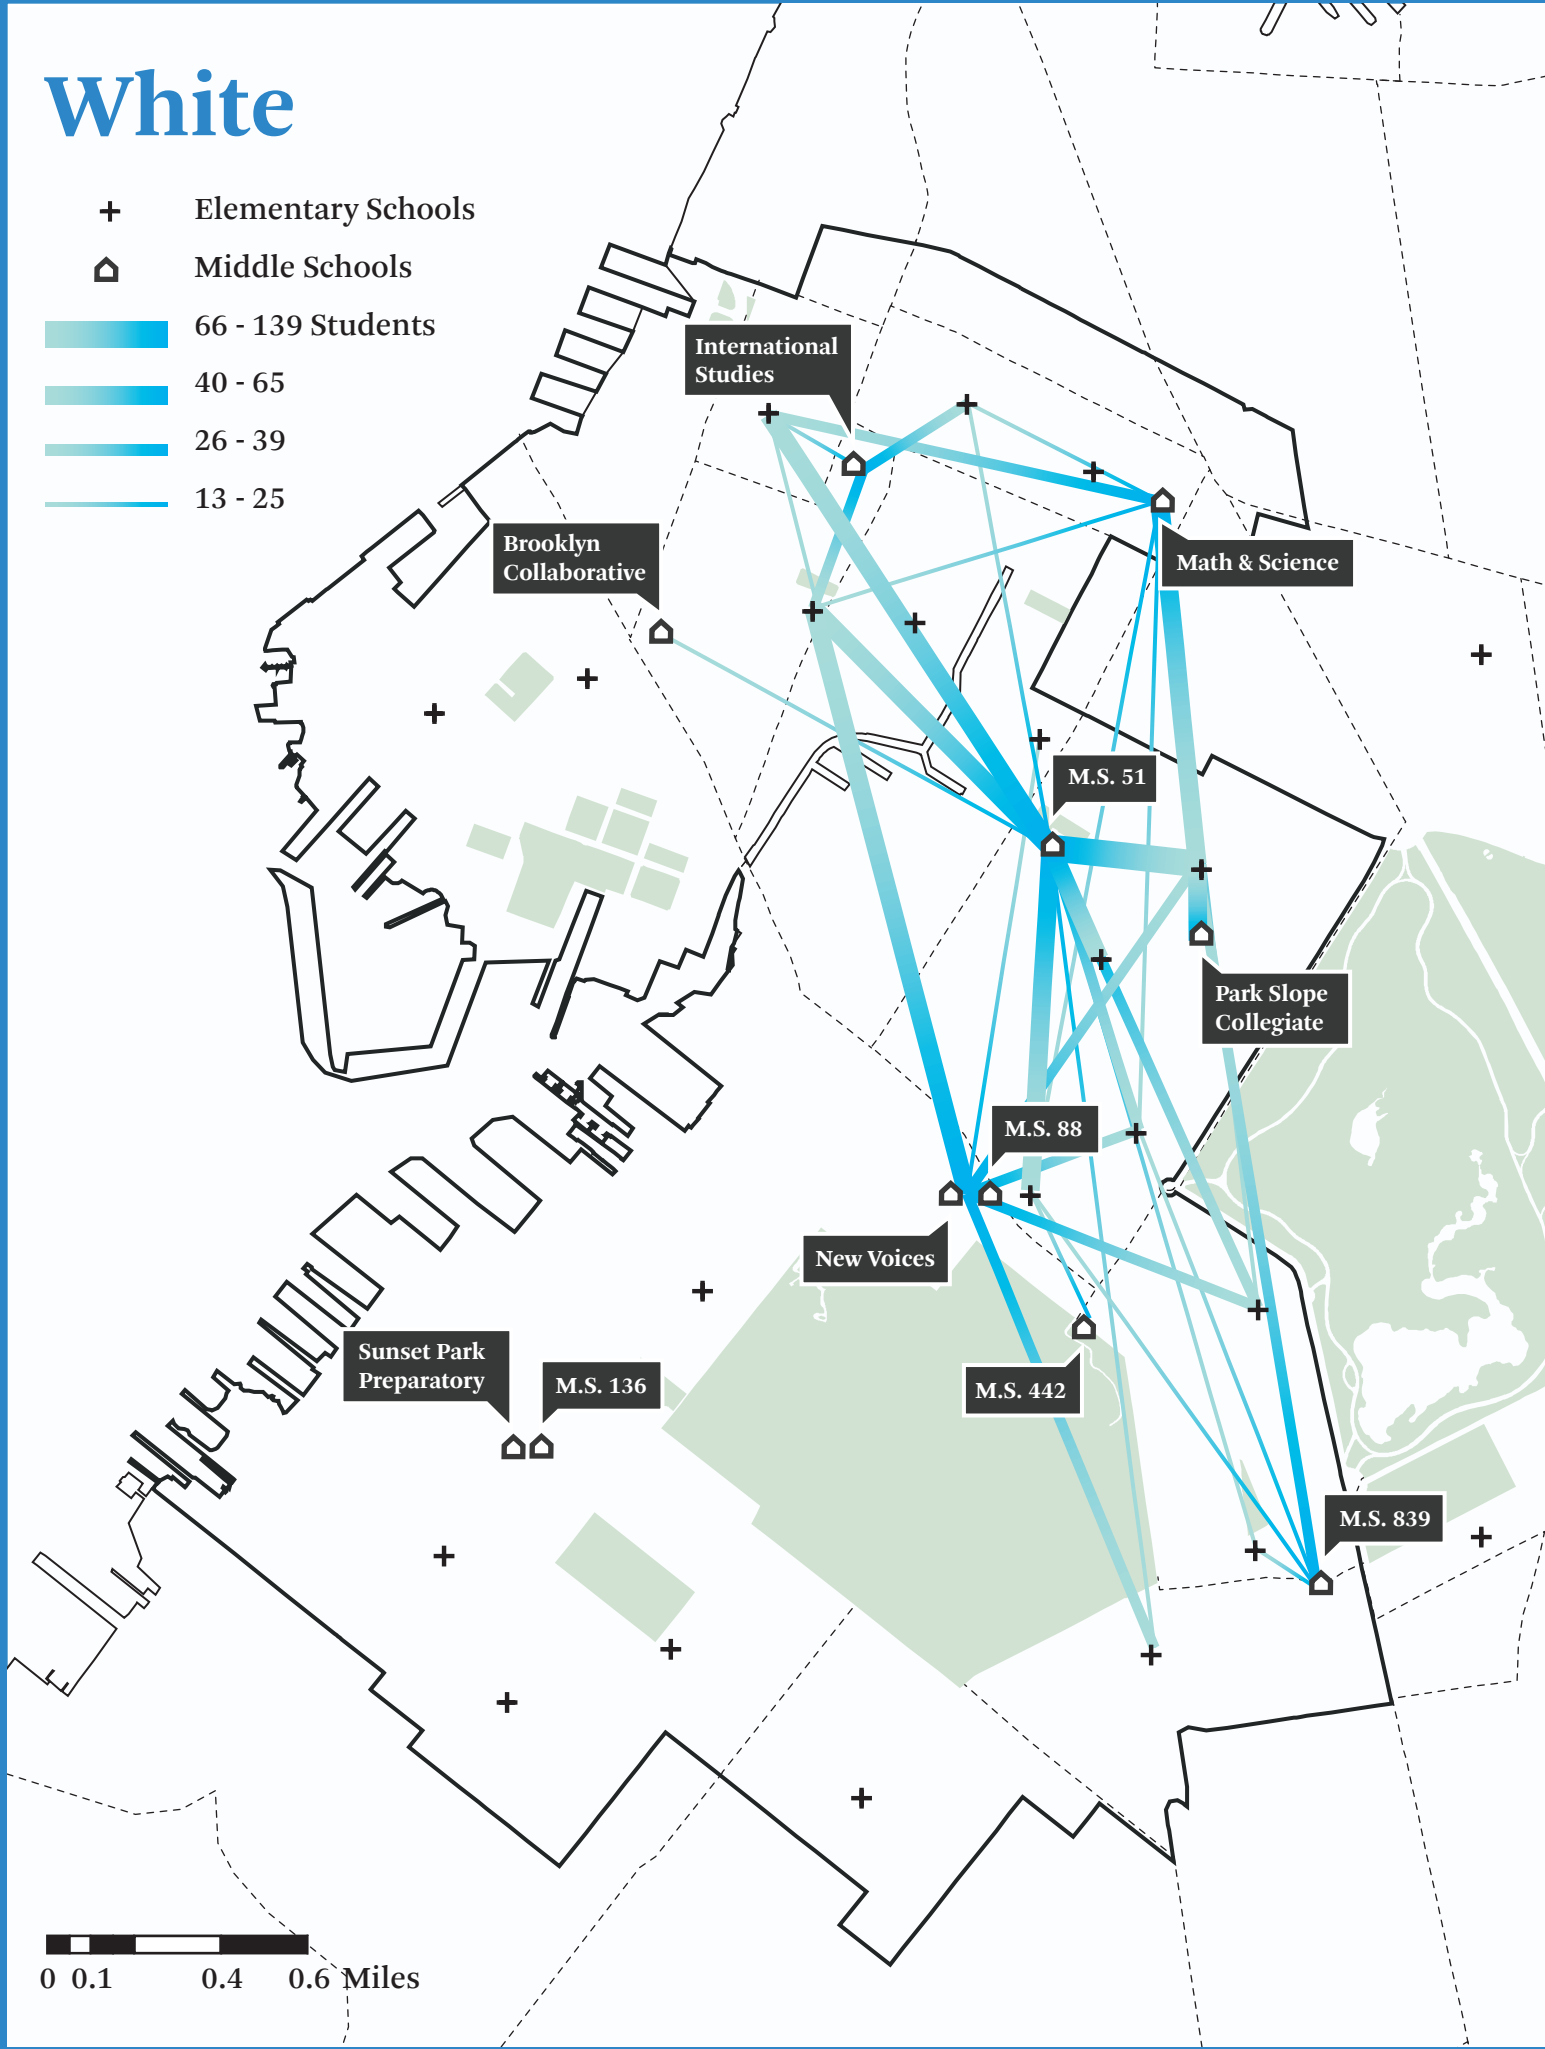 White
Elementary Schools
Middle Schools
66 - 139 Students
40 - 65
26 - 39
13 - 25
International
Studies
Brooklyn
Collaborative
Math & Science
M.S. 51
Park Slope
Collegiate
M.S. 88
New Voices
Sunset Park
Preparatory
M.S. 136
M.S. 442
M.S. 839
0 0.1 0.4 0.6 Miles